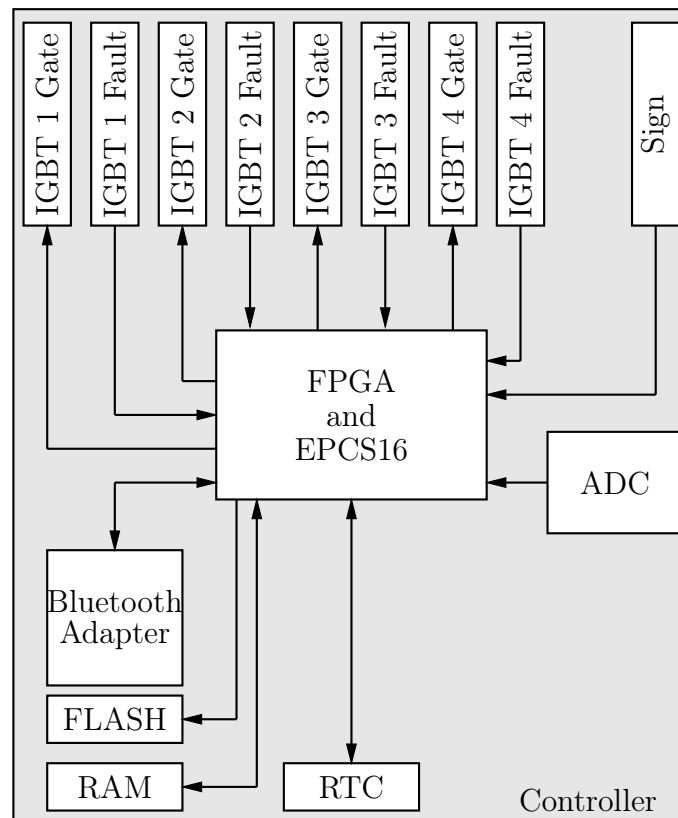 IGBT 1 Gate
IGBT 1 Fault
IGBT 2 Gate
IGBT 2 Fault
IGBT 3 Gate
IGBT 3 Fault
IGBT 4 Gate
IGBT 4 Fault
Sign
FPGA
and
EPCS16
ADC
Bluetooth
Adapter
FLASH
RAM
RTC
Controller